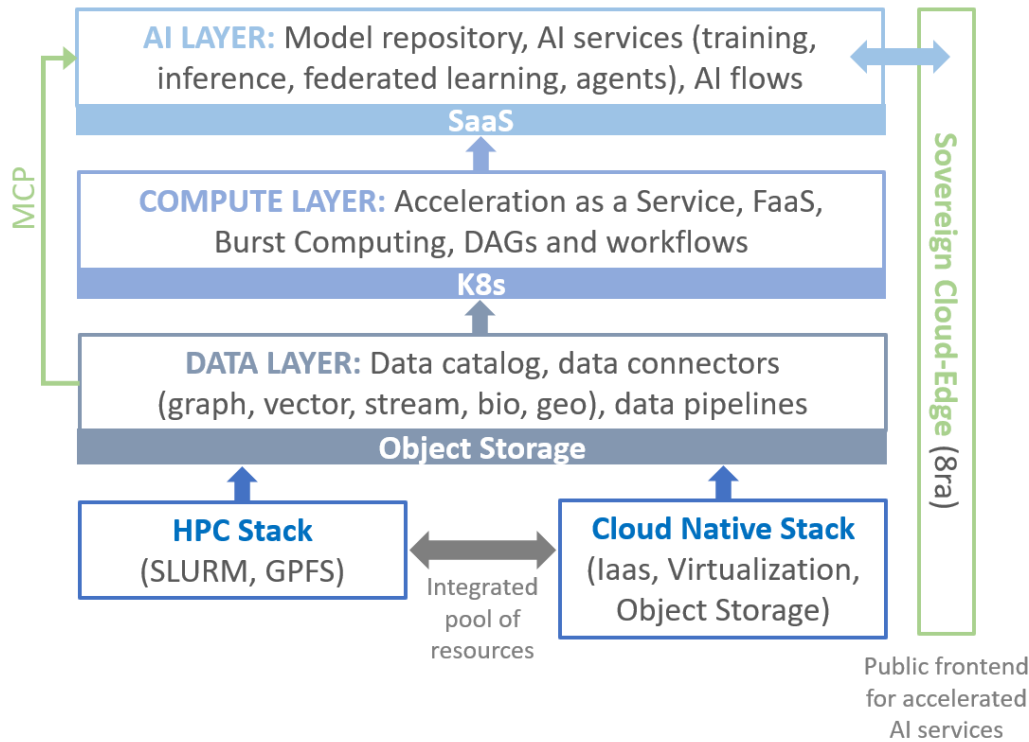 AI LAYER: Model repository, AI services (training,
inference, federated learning, agents), AI flows
SaaS
MCP
COMPUTE LAYER: Acceleration as a Service, FaaS,
Burst Computing, DAGs and workflows
K8s
DATA LAYER: Data catalog, data connectors
(graph, vector, stream, bio, geo), data pipelines
Object Storage
HPC Stack
(SLURM, GPFS)
Integrated
pool of
resources
Cloud Native Stack
(Iaas, Virtualization,
Object Storage)
Sovereign Cloud-Edge (8ra)
Public frontend
for accelerated
AI services